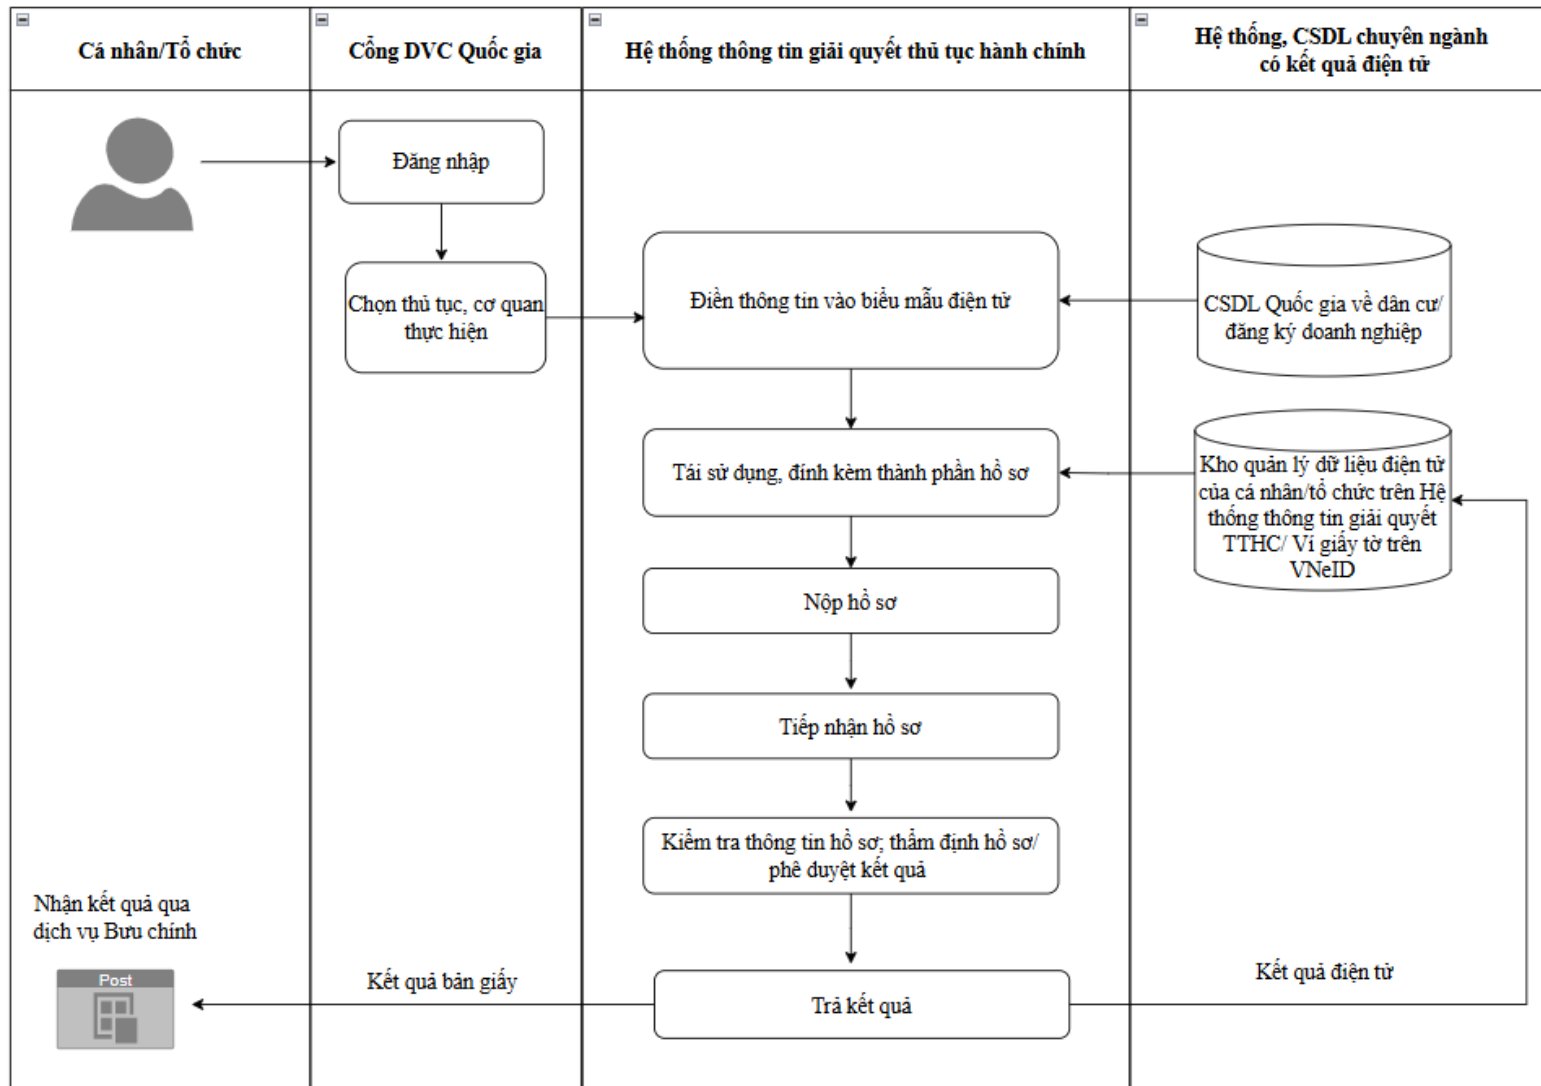 Cá nhân/Tổ chức
Cổng DVC Quốc gia
Hệ thống thông tin giải quyết thủ tục hành chính
Hệ thống, CSDL chuyên ngành
có kết quả điện tử
Đăng nhập
Chọn thủ tục, cơ quan
thực hiện
Điền thông tin vào biểu mẫu điện tử
CSDL Quốc gia về dân cư/
đăng ký doanh nghiệp
Tái sử dụng, đính kèm thành phần hồ sơ
Kho quản lý dữ liệu điện tử
của cá nhân/tổ chức trên Hệ
thống thông tin giải quyết
TTHC/ Ví giấy tờ trên
VNeID
Nộp hồ sơ
Tiếp nhận hồ sơ
Kiểm tra thông tin hồ sơ; thẩm định hồ sơ/
phê duyệt kết quả
Nhận kết quả qua
dịch vụ Bưu chính
Post
Kết quả bản giấy
Trả kết quả
Kết quả điện tử